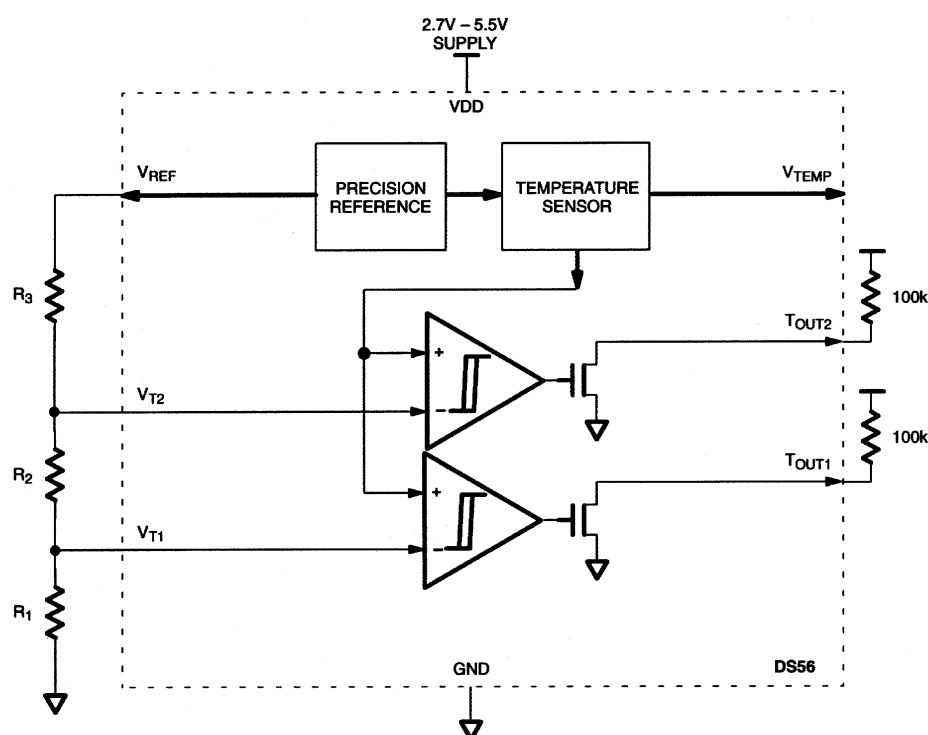 2.7V – 5.5V
SUPPLY
VDD
VREF
PRECISION
REFERENCE
TEMPERATURE
SENSOR
VTEMP
R3
100k
TOUT2
+
VT2
−
100k
R2
TOUT1
+
VT1
−
R1
GND
DS56